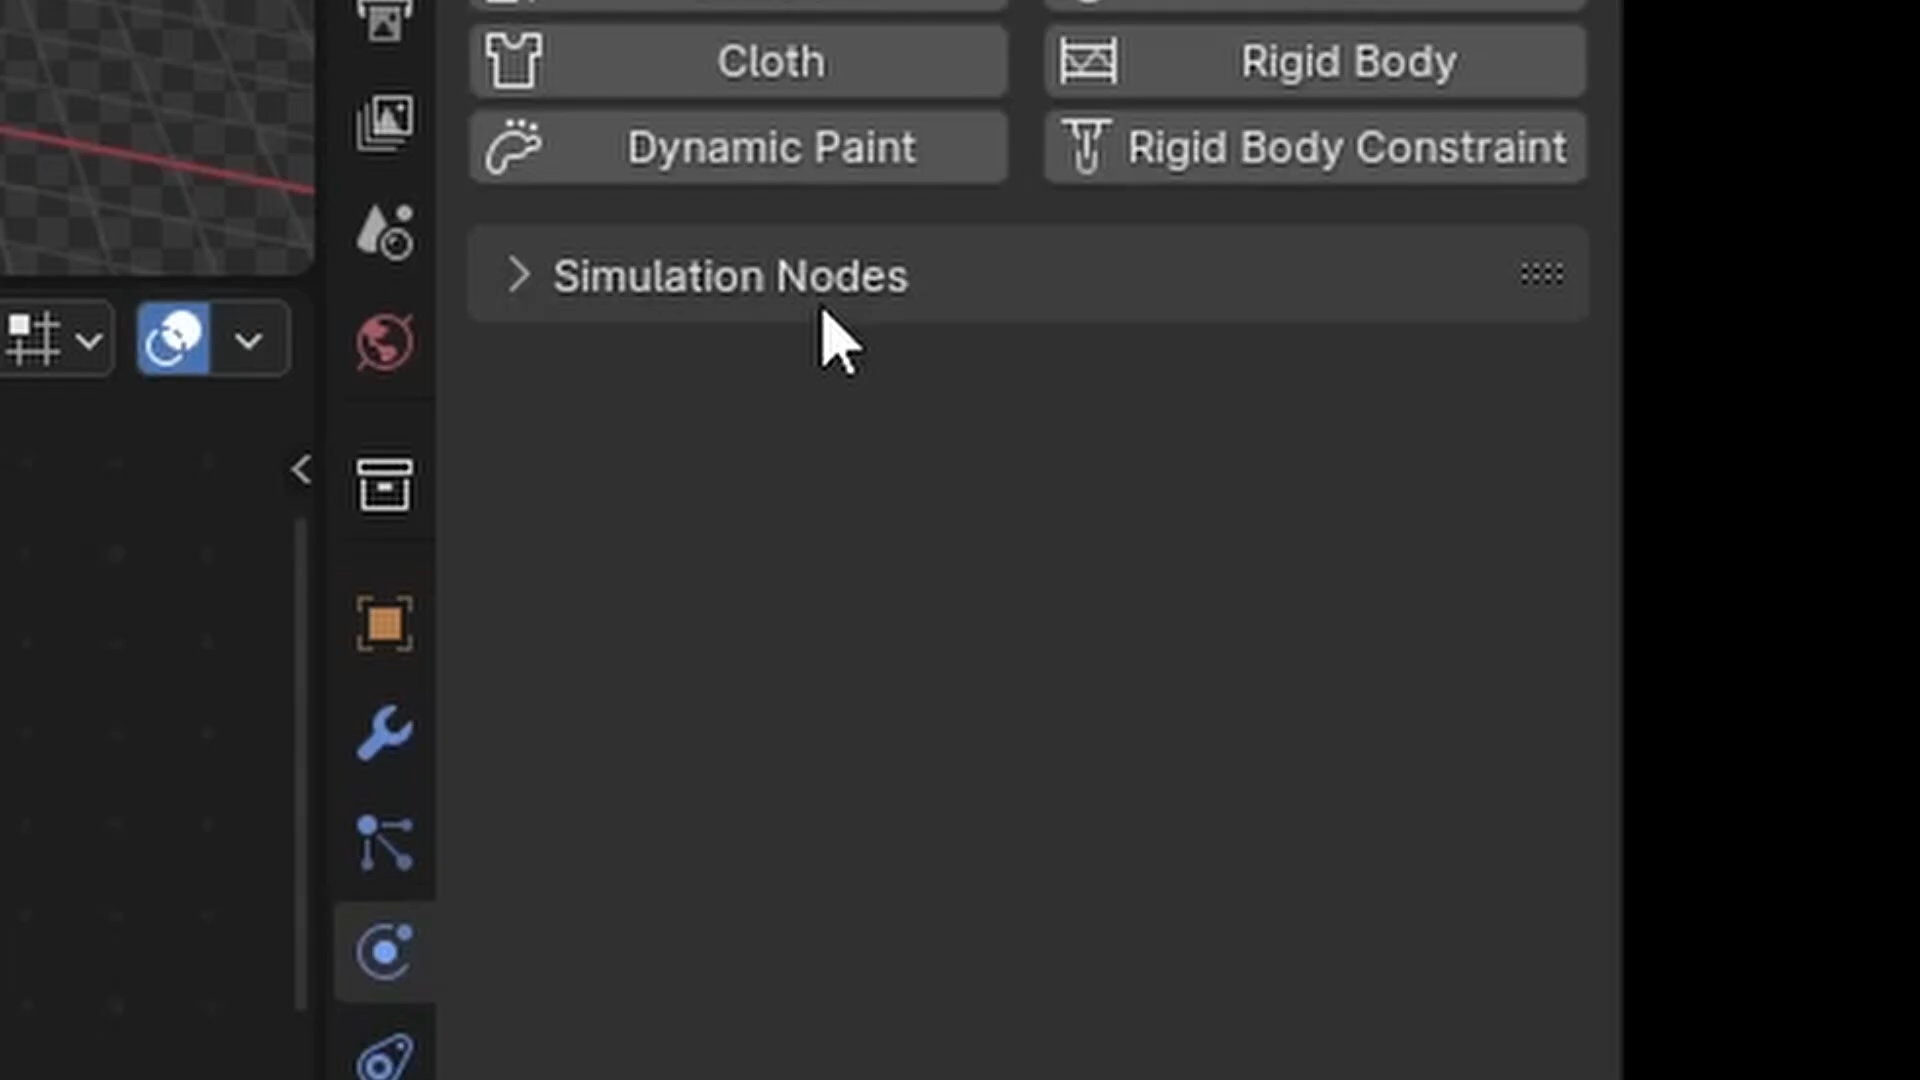 Cloth
Rigid Body
Dynamic Paint
Rigid Body Constraint
Simulation Nodes